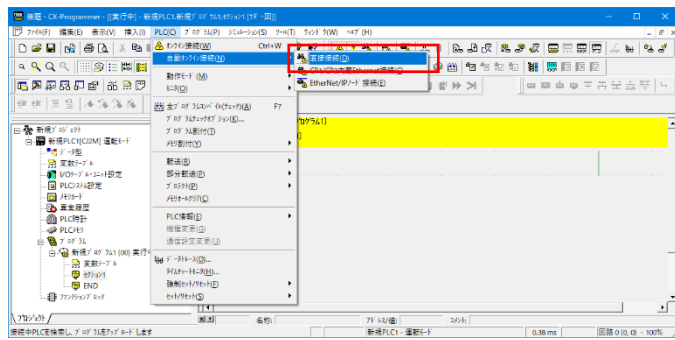 無題 - CX-Programmer - [[実行中] - 新規PLC1.新規プログラム1.セクション1 [ラダー図]]
ファイル(F) 編集(E) 表示(V) 挿入(I) PLC(C) プログラム(P) シミュレーション(S) ツール(T) ウィンドウ(W) ヘルプ(H)
オンライン接続(W) Ctrl+W
自動オンライン接続(N)
直接接続(D)
EtherNet/IPノード接続(E)
動作モード(M)
モニタ(O)
全プログラムコンパイル(チェック)(A) F7
プログラムチェックオプション(K)...
プログラム割付(T)
メモリ割付(Y)
転送(R)
部分転送(P)
プロテクト(P)
メモリオールクリア(C)
PLC情報(F)
機種変更(G)
通信設定変更(U)
データトレース(D)...
タイムチャートモニタ(H)...
強制セット/リセット(F)
セット/リセット(S)
グラム1]
新規プロジェクト
新規PLC1[CJ2M] 運転モード
データ型
変数テーブル
I/Oテーブル・ユニット設定
PLCシステム設定
メモリカード
異常履歴
PLC時計
PLCメモリ
プログラム
新規プログラム1 (00) 実行中
変数テーブル
セクション1
END
ファンクションブロック
プロジェクト
名称:
アドレス/値:
コメント:
接続中PLCを検索し、プログラムをアップロードします
新規PLC1 - 運転モード
0.38 ms
回路 0 (0, 0) - 100%